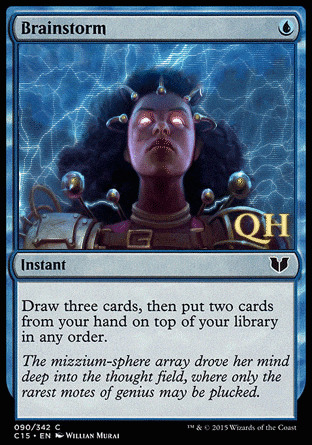 Brainstorm
QH
Instant
Draw three cards, then put two cards
from your hand on top of your library
in any order.
The mizzium-sphere array drove her mind
deep into the thought field, where only the
rarest motes of genius may be plucked.
090/342 C
C15 • EN Willian Murai
™ & © 2015 Wizards of the Coast